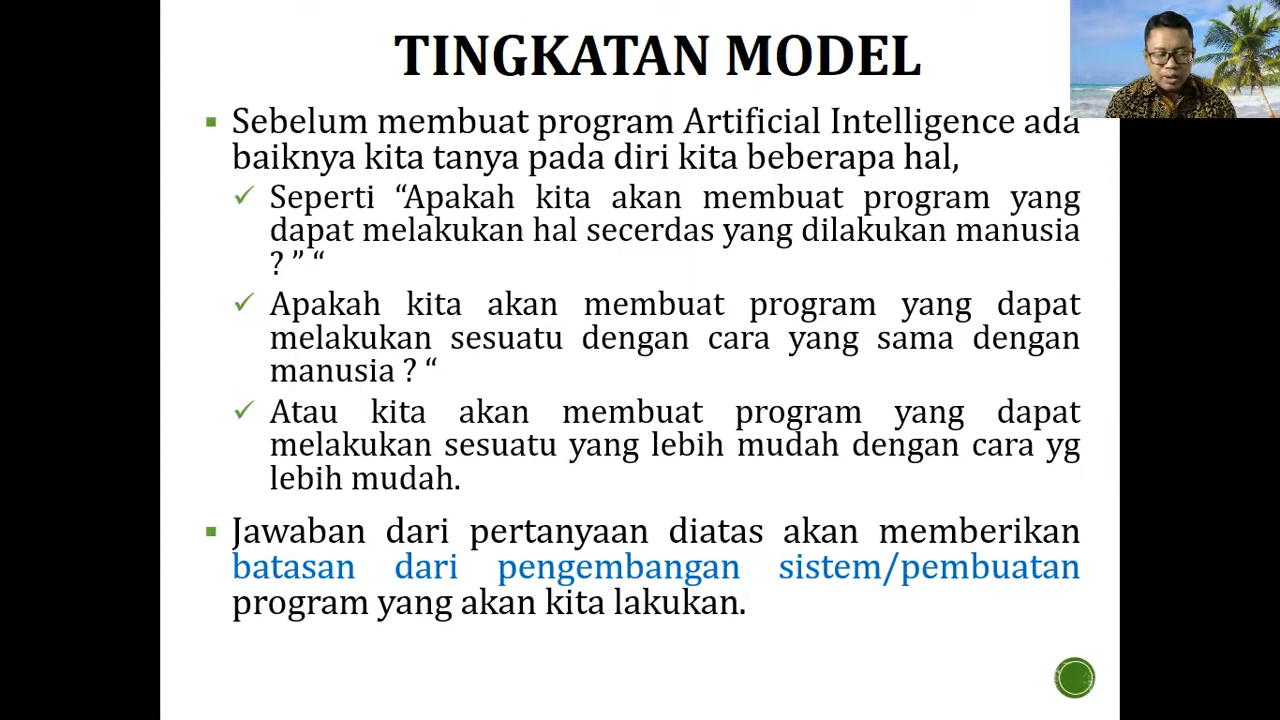 TINGKATAN MODEL
Sebelum membuat program Artificial Intelligence ada
baiknya kita tanya pada diri kita beberapa hal,
Seperti “Apakah kita akan membuat program yang
dapat melakukan hal secerdas yang dilakukan manusia
? ” “
Apakah kita akan membuat program yang dapat
melakukan sesuatu dengan cara yang sama dengan
manusia ? “
Atau kita akan membuat program yang dapat
melakukan sesuatu yang lebih mudah dengan cara yg
lebih mudah.
Jawaban dari pertanyaan diatas akan memberikan
batasan dari pengembangan sistem/pembuatan
program yang akan kita lakukan.